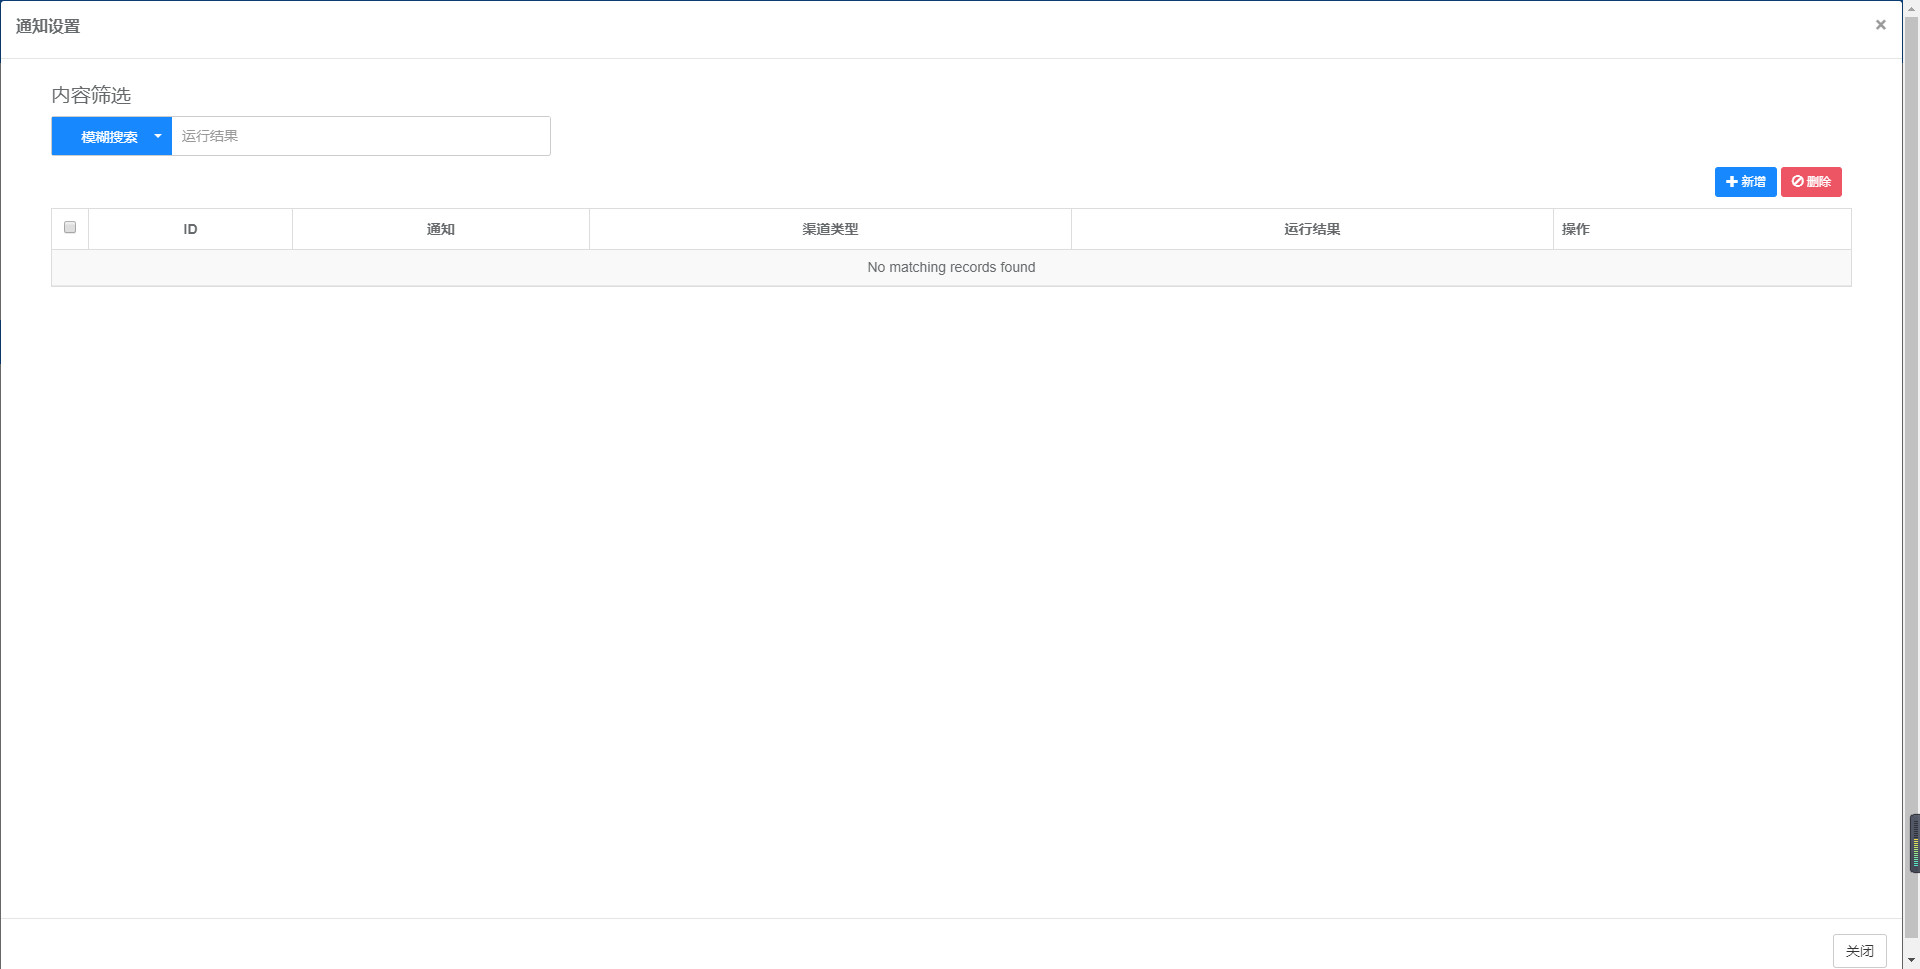 通知设置
×
内容筛选
模糊搜索 运行结果
新增 删除
ID 通知 渠道类型 运行结果 操作
No matching records found
关闭